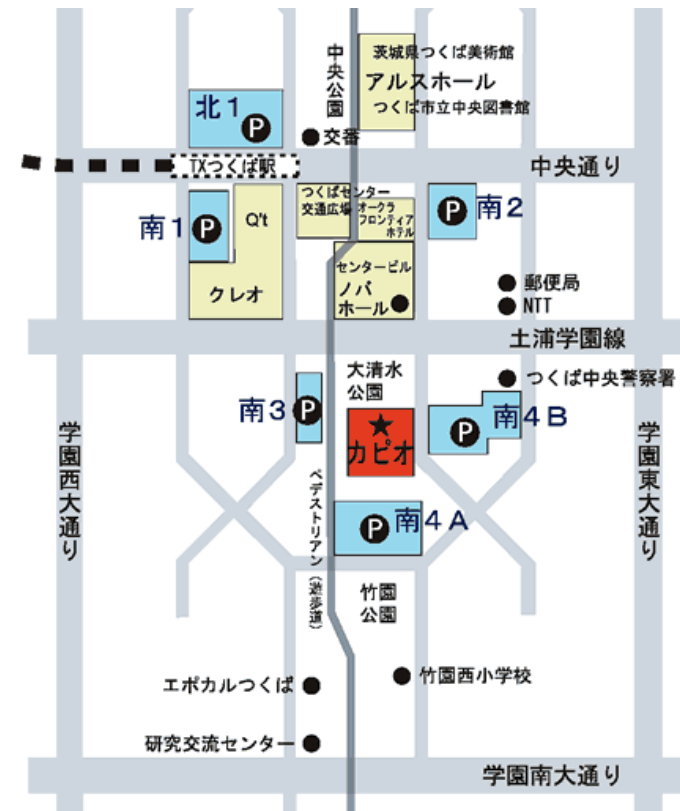 中央公園
茨城県つくば美術館
アルスホール
つくば市立中央図書館
北1
P
交番
TXつくば駅
中央通り
南1
P
Q't
クレオ
つくばセンター
交通広場
オークラ
フロンティア
ホテル
P
南2
センタービル
ノバ
ホール
郵便局
NTT
土浦学園線
大清水
公園
つくば中央警察署
南3
P
★
カピオ
P
南4B
学園西大通り
学園東大通り
ペデストリアン(遊歩道)
P
南4A
竹園
公園
エポカルつくば
竹園西小学校
研究交流センター
学園南大通り